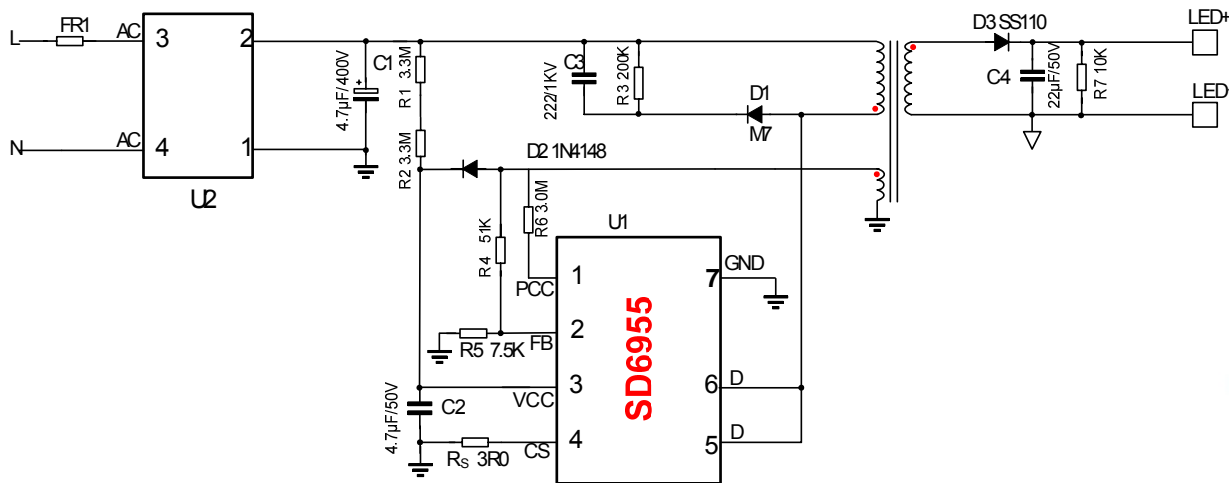 D3 SS110
LED+
FR1
L
AC
3
2
C1
4.7µF/400V
+
R1 3.3M
C3
222/1KV
R3 200K
D1
M7
C4
22µF/50V
R7 10K
LED-
N
AC
4
1
U2
R2 3.3M
D2 1N4148
R4 51K
R6 3.0M
U1
SD6955
1
PCC
7
GND
2
FB
R5 7.5K
3
VCC
6
D
C2
4.7µF/50V
4
CS
5
D
RS 3R0